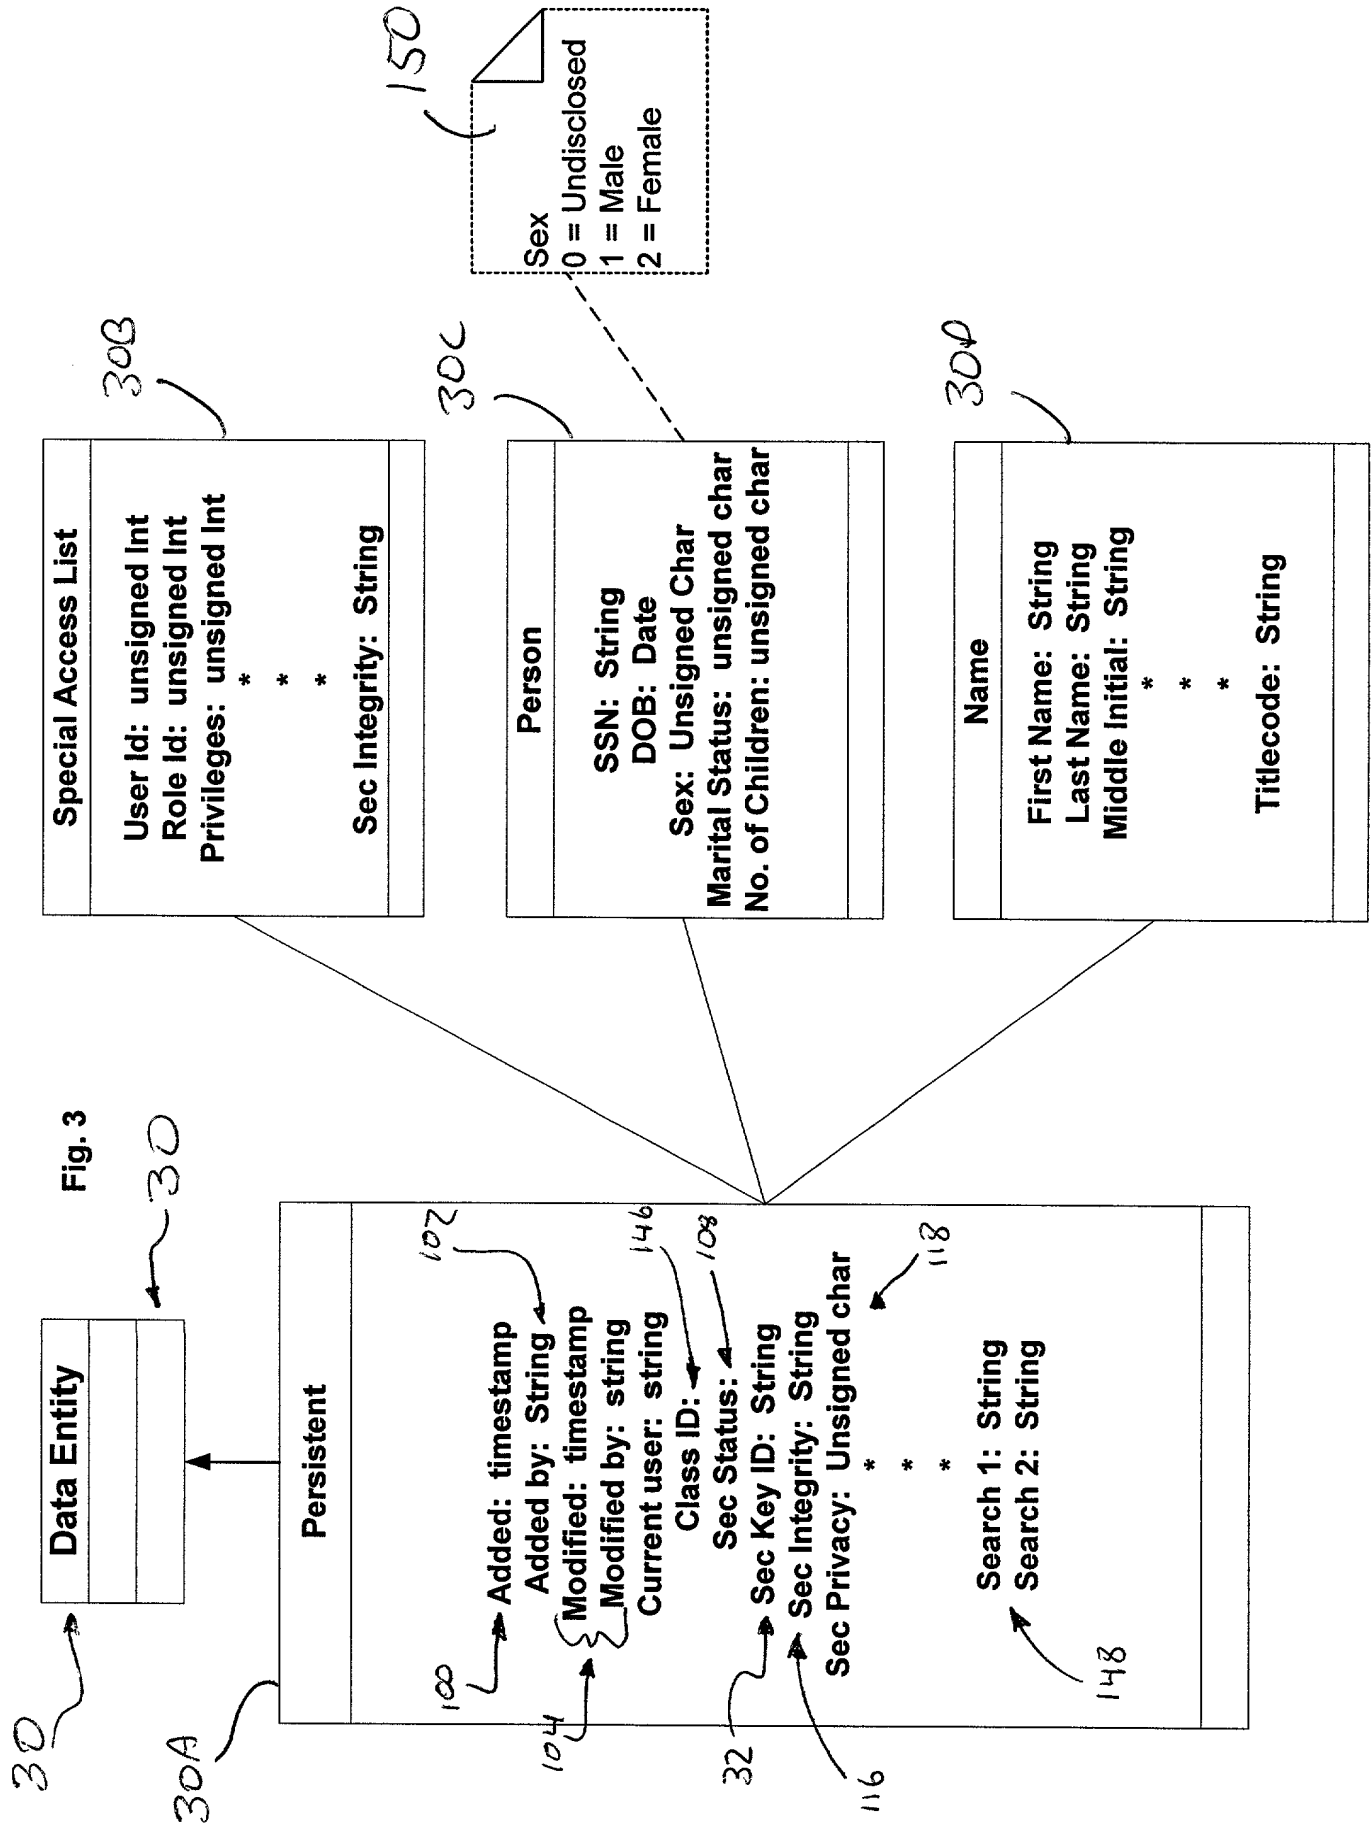 Fig. 3
30
Data Entity
30
30A
Persistent
100
Added: timestamp
Added by: String
102
104
Modified: timestamp
Modified by: string
Current user: string
Class ID:
146
Sec Status:
108
32
Sec Key ID: String
116
Sec Integrity: String
Sec Privacy: Unsigned char
118
*
*
*
Search 1: String
Search 2: String
148
30B
Special Access List
User Id: unsigned Int
Role Id: unsigned Int
Privileges: unsigned Int
*
*
*
Sec Integrity: String
30C
Person
SSN: String
DOB: Date
Sex: Unsigned Char
Marital Status: unsigned char
No. of Children: unsigned char
150
Sex
0 = Undisclosed
1 = Male
2 = Female
30D
Name
First Name: String
Last Name: String
Middle Initial: String
*
*
*
Titlecode: String